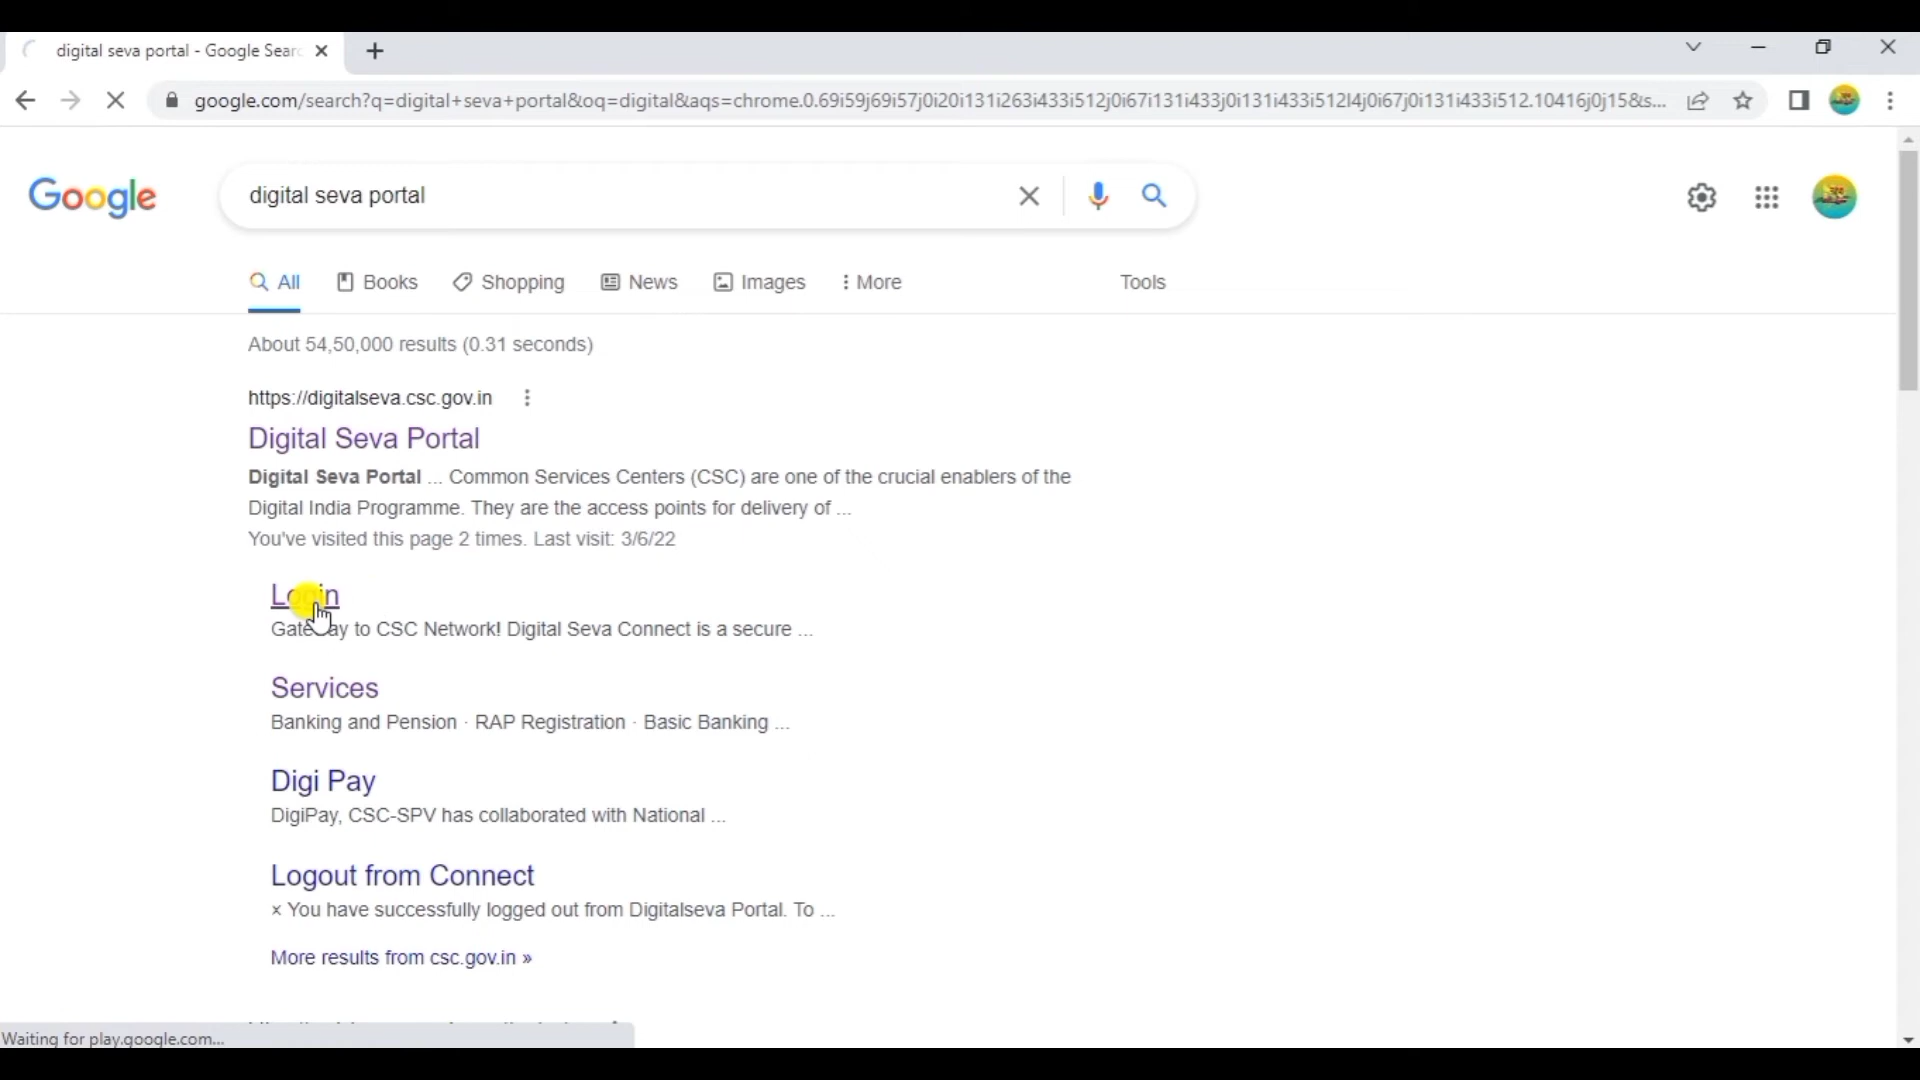 digital seva portal - Google Sear
google.com/search?q=digital+seva+portal&oq=digital&aqs=chrome.0.69i59j69i57j0i20i131i263i433i512j0i67i131i433j0i131i433i512l4j0i67j0i131i433i512.10416j0j15&s...
Google
digital seva portal
All Books Shopping News Images More Tools
About 54,50,000 results (0.31 seconds)
https://digitalseva.csc.gov.in
Digital Seva Portal
Digital Seva Portal ... Common Services Centers (CSC) are one of the crucial enablers of the
Digital India Programme. They are the access points for delivery of ...
You've visited this page 2 times. Last visit: 3/6/22
Login
to CSC Network! Digital Seva Connect is a secure ...
Services
Banking and Pension · RAP Registration · Basic Banking ...
Digi Pay
DigiPay, CSC-SPV has collaborated with National ...
Logout from Connect
× You have successfully logged out from Digitalseva Portal. To ...
More results from csc.gov.in »
Waiting for play.google.com...